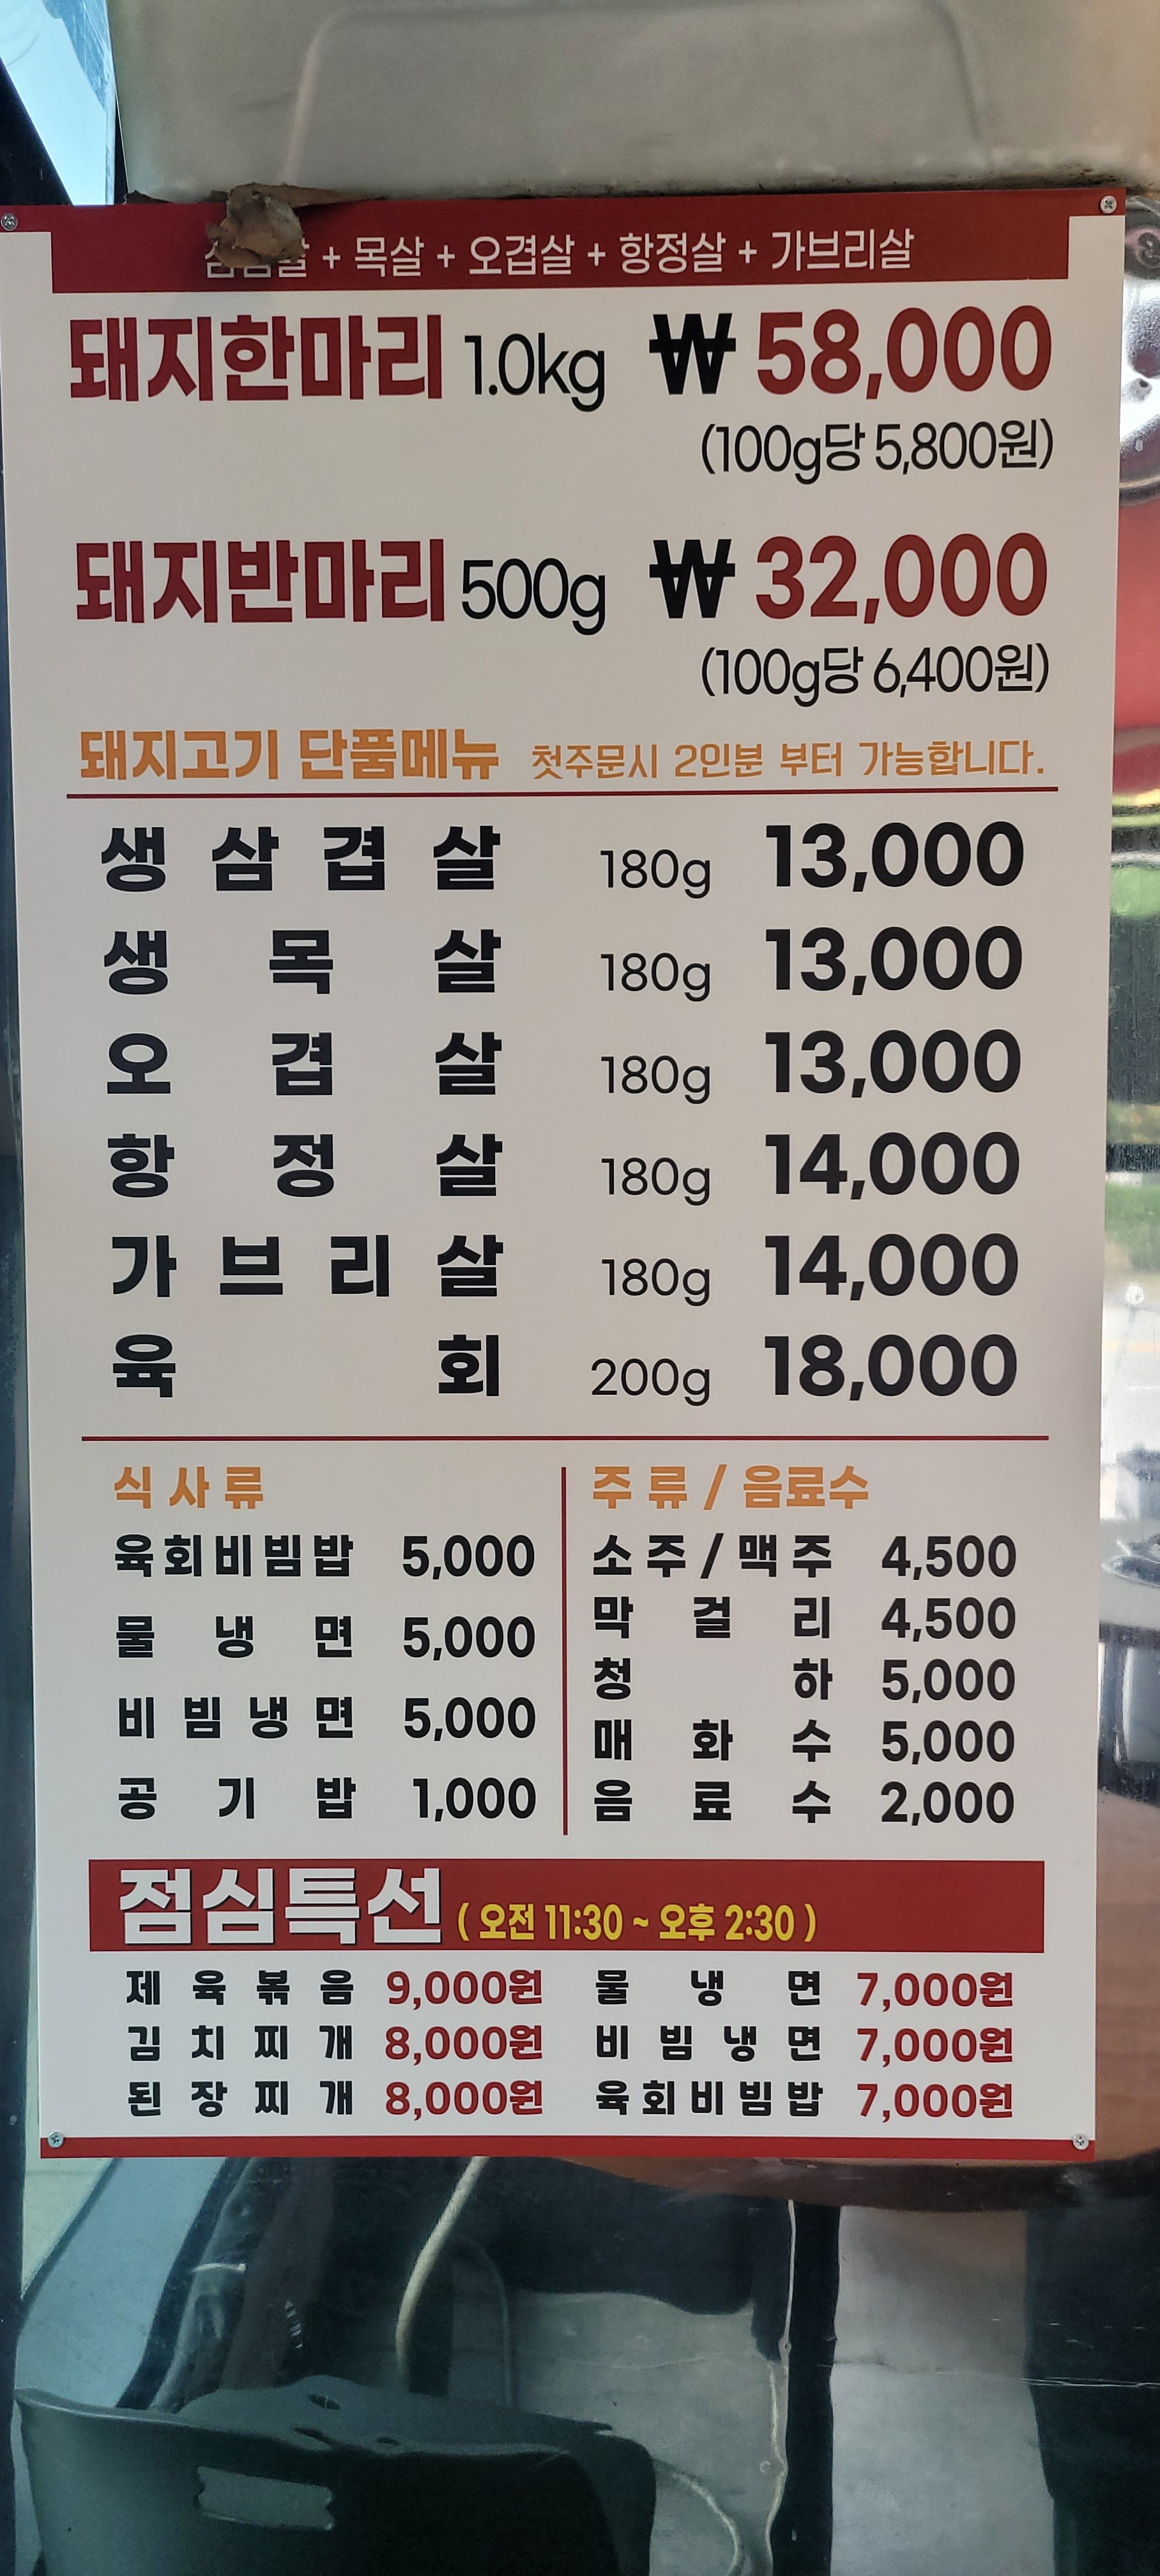 + 목살 + 오겹살 + 항정살 + 가브리살
돼지한마리 1.0kg ₩ 58,000
(100g당 5,800원)
돼지반마리 500g ₩ 32,000
(100g당 6,400원)
돼지고기 단품메뉴 첫주문시 2인분 부터 가능합니다.
생삼겹살 180g 13,000
생목살 180g 13,000
오겹살 180g 13,000
항정살 180g 14,000
가브리살 180g 14,000
육회 200g 18,000
식사류
육회비빔밥 5,000
물냉면 5,000
비빔냉면 5,000
공기밥 1,000
주류 / 음료수
소주/맥주 4,500
막걸리 4,500
청하 5,000
매화수 5,000
음료수 2,000
점심특선 ( 오전 11:30 ~ 오후 2:30 )
제육볶음 9,000원 물냉면 7,000원
김치찌개 8,000원 비빔냉면 7,000원
된장찌개 8,000원 육회비빔밥 7,000원